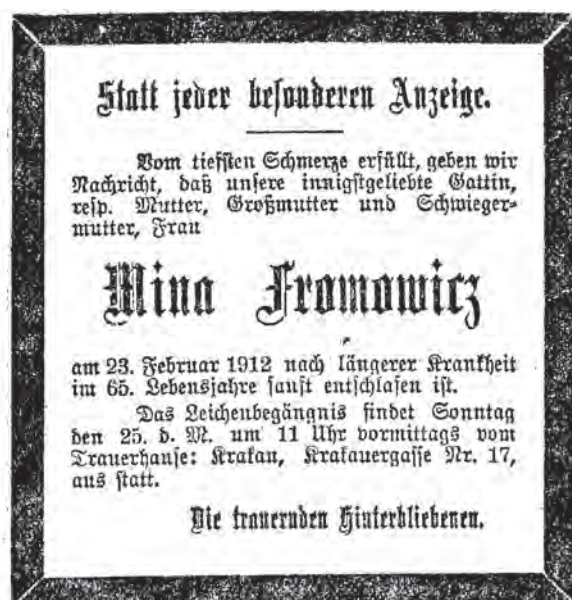 Statt jeder besonderen Anzeige.
Vom tiefsten Schmerze erfüllt, geben wir
Nachricht, daß unsere innigstgeliebte Gattin,
resp. Mutter, Großmutter und Schwieger-
mutter, Frau
Mina Fromowicz
am 23. Februar 1912 nach längerer Krankheit
im 65. Lebensjahre sanft entschlafen ist.
Das Leichenbegängnis findet Sonntag
den 25. d. M. um 11 Uhr vormittags vom
Trauerhause: Krakau, Krakauergasse Nr. 17,
aus statt.
Die trauernden Hinterbliebenen.